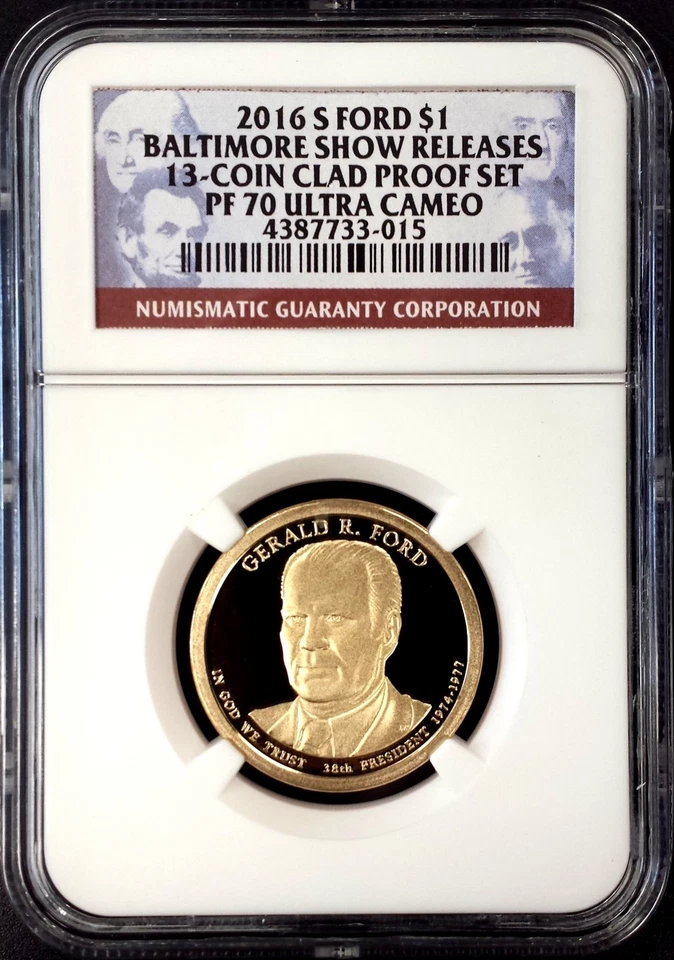 2016 S FORD $1
BALTIMORE SHOW RELEASES
13-COIN CLAD PROOF SET
PF 70 ULTRA CAMEO
4387733-015
NUMISMATIC GUARANTY CORPORATION
GERALD R. FORD
IN GOD WE TRUST 38th PRESIDENT 1974-1977